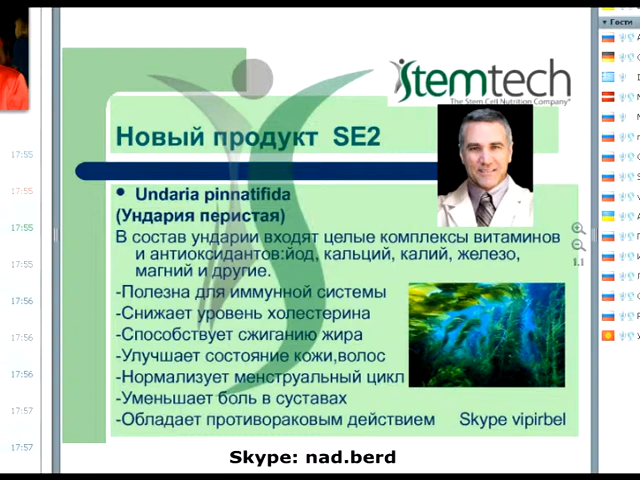 Гости
stemtech
The Stem Cell Nutrition Company®
Новый продукт SE2
• Undaria pinnatifida
(Ундария перистая)
В состав ундарии входят целые комплексы витаминов
и антиоксидантов:йод, кальций, калий, железо,
магний и другие.
-Полезна для иммунной системы
-Снижает уровень холестерина
-Способствует сжиганию жира
-Улучшает состояние кожи,волос
-Нормализует менструальный цикл
-Уменьшает боль в суставах
-Обладает противораковым действием Skype vipirbel
Skype: nad.berd
17:55
17:55
17:55
17:55
17:56
17:56
17:56
17:57
17:57
1:1